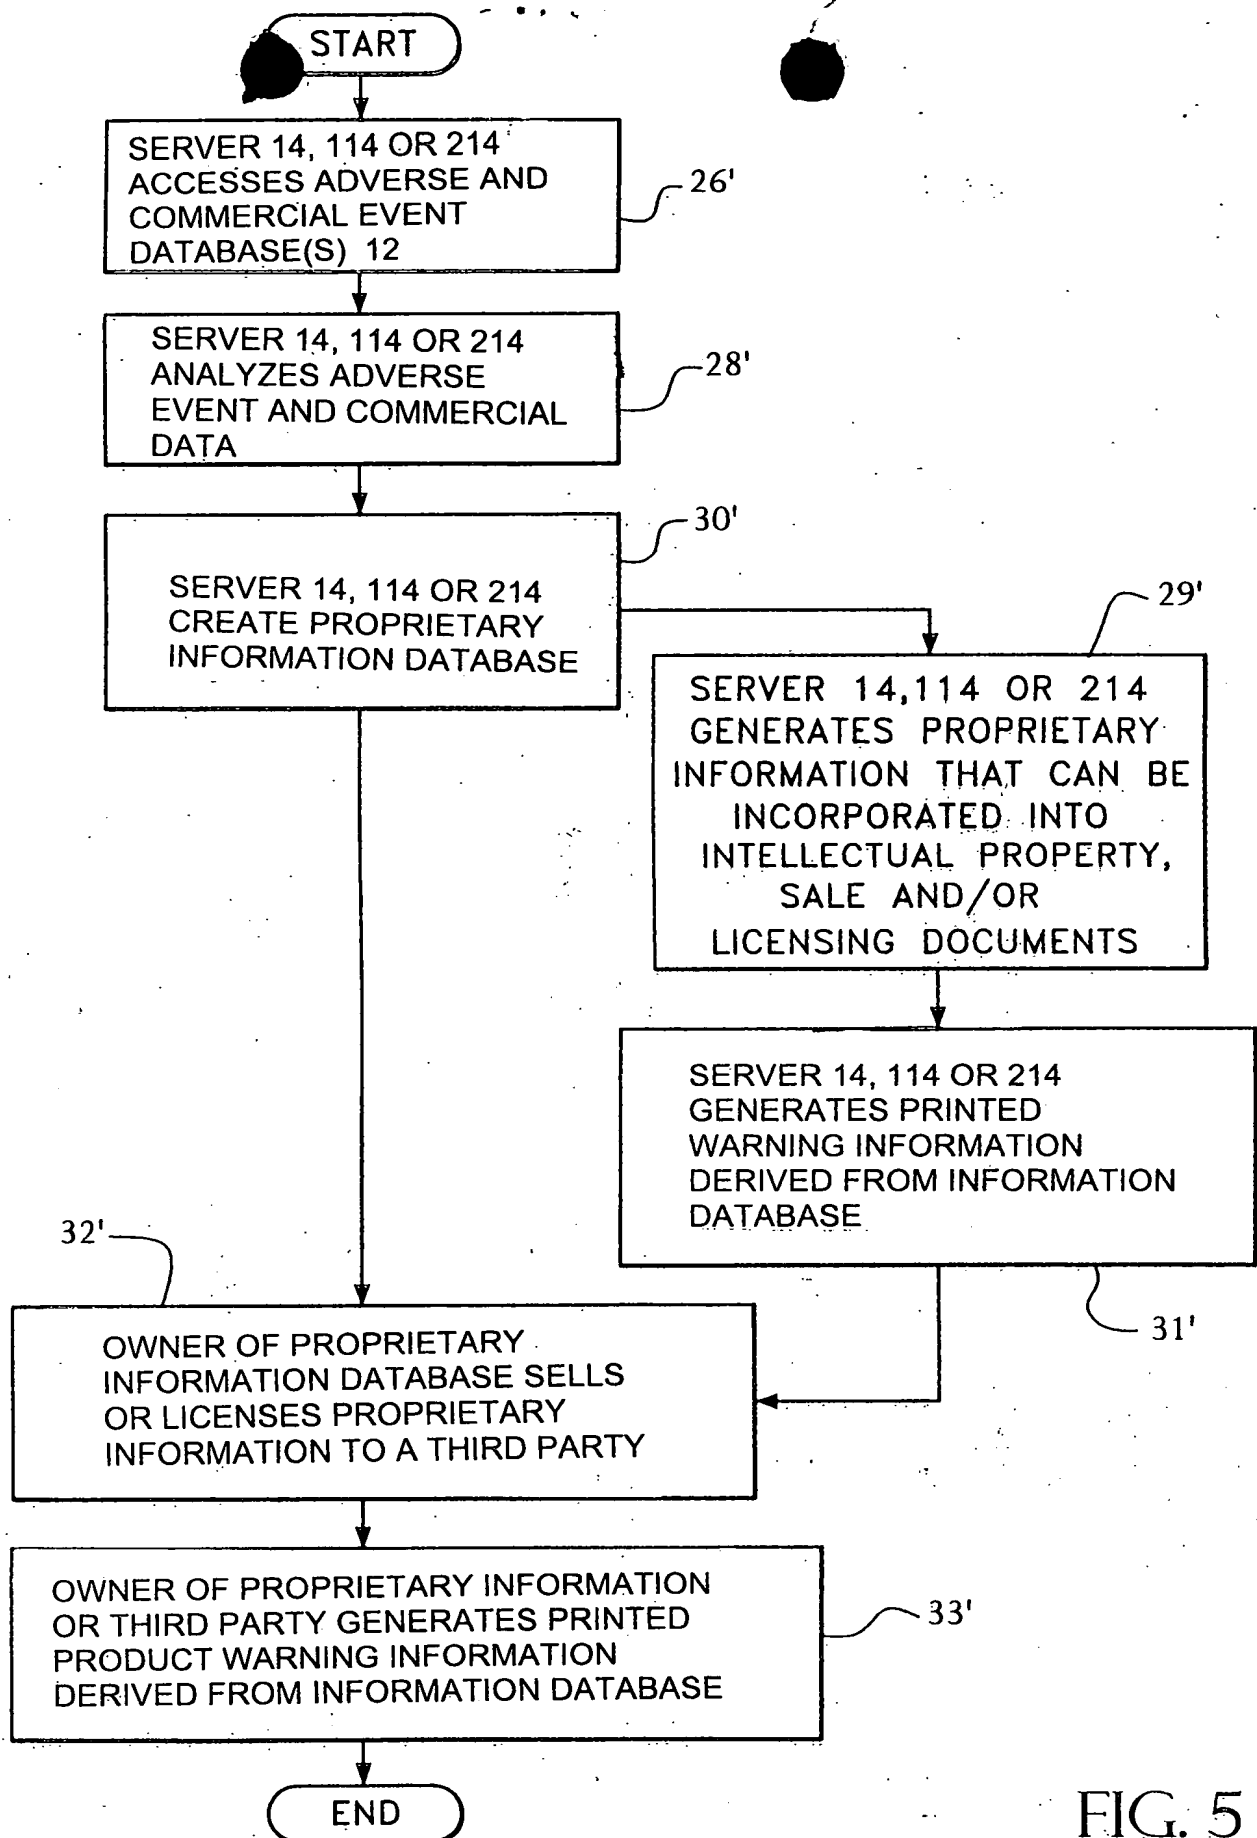 START
SERVER 14, 114 OR 214
ACCESSES ADVERSE AND
COMMERCIAL EVENT
DATABASE(S) 12
26'
SERVER 14, 114 OR 214
ANALYZES ADVERSE
EVENT AND COMMERCIAL
DATA
28'
SERVER 14, 114 OR 214
CREATE PROPRIETARY
INFORMATION DATABASE
30'
29'
SERVER 14,114 OR 214
GENERATES PROPRIETARY
INFORMATION THAT CAN BE
INCORPORATED INTO
INTELLECTUAL PROPERTY,
SALE AND/OR
LICENSING DOCUMENTS
SERVER 14, 114 OR 214
GENERATES PRINTED
WARNING INFORMATION
DERIVED FROM INFORMATION
DATABASE
31'
32'
OWNER OF PROPRIETARY
INFORMATION DATABASE SELLS
OR LICENSES PROPRIETARY
INFORMATION TO A THIRD PARTY
OWNER OF PROPRIETARY INFORMATION
OR THIRD PARTY GENERATES PRINTED
PRODUCT WARNING INFORMATION
DERIVED FROM INFORMATION DATABASE
33'
END
FIG. 5